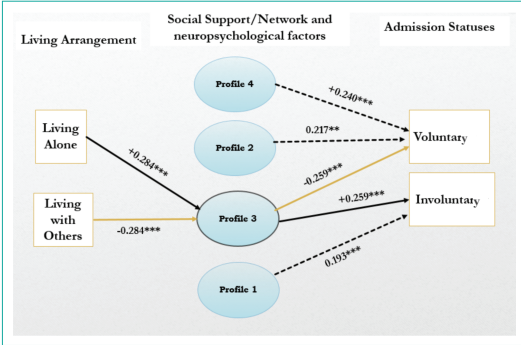 Living Arrangement
Social Support/Network and
neuropsychological factors
Admission Statuses
Profile 4
+0.240***
Living
Alone
Profile 2
0.217**
Voluntary
+0.284***
-0.259***
Living
with
Others
-0.284***
Profile 3
+0.259***
Involuntary
0.193***
Profile 1